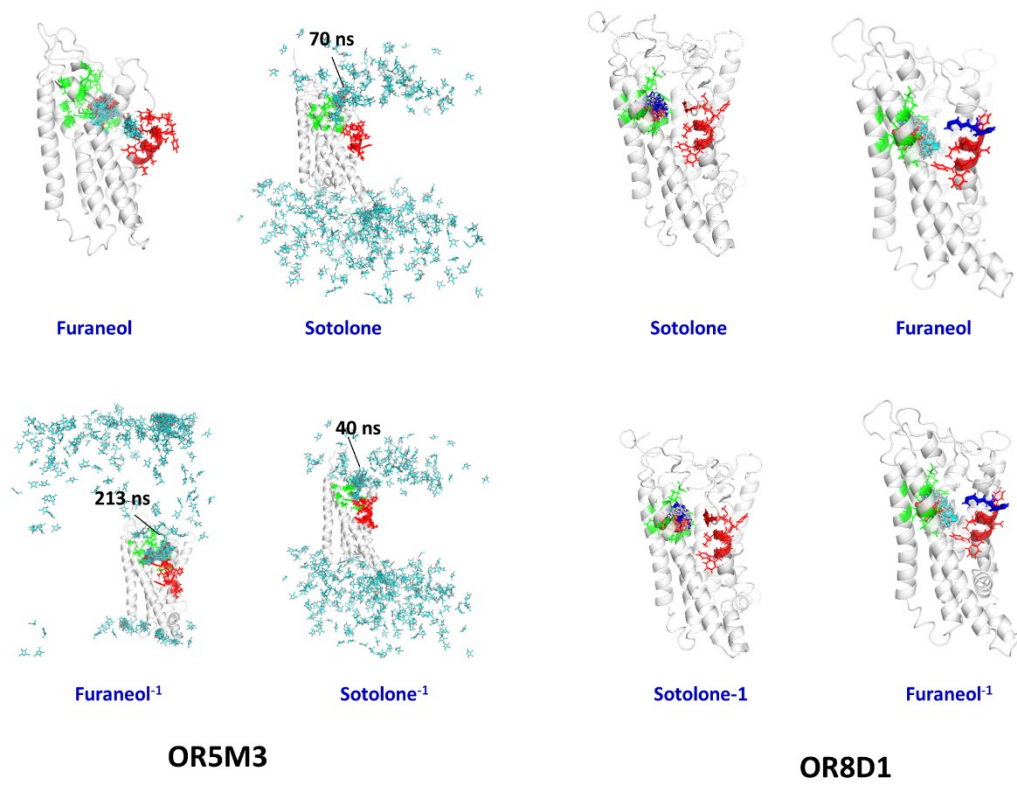 70 ns
Furaneol
Sotolone
Sotolone
Furaneol
213 ns
40 ns
Furaneol⁻¹
Sotolone⁻¹
Sotolone-1
Furaneol⁻¹
OR5M3
OR8D1